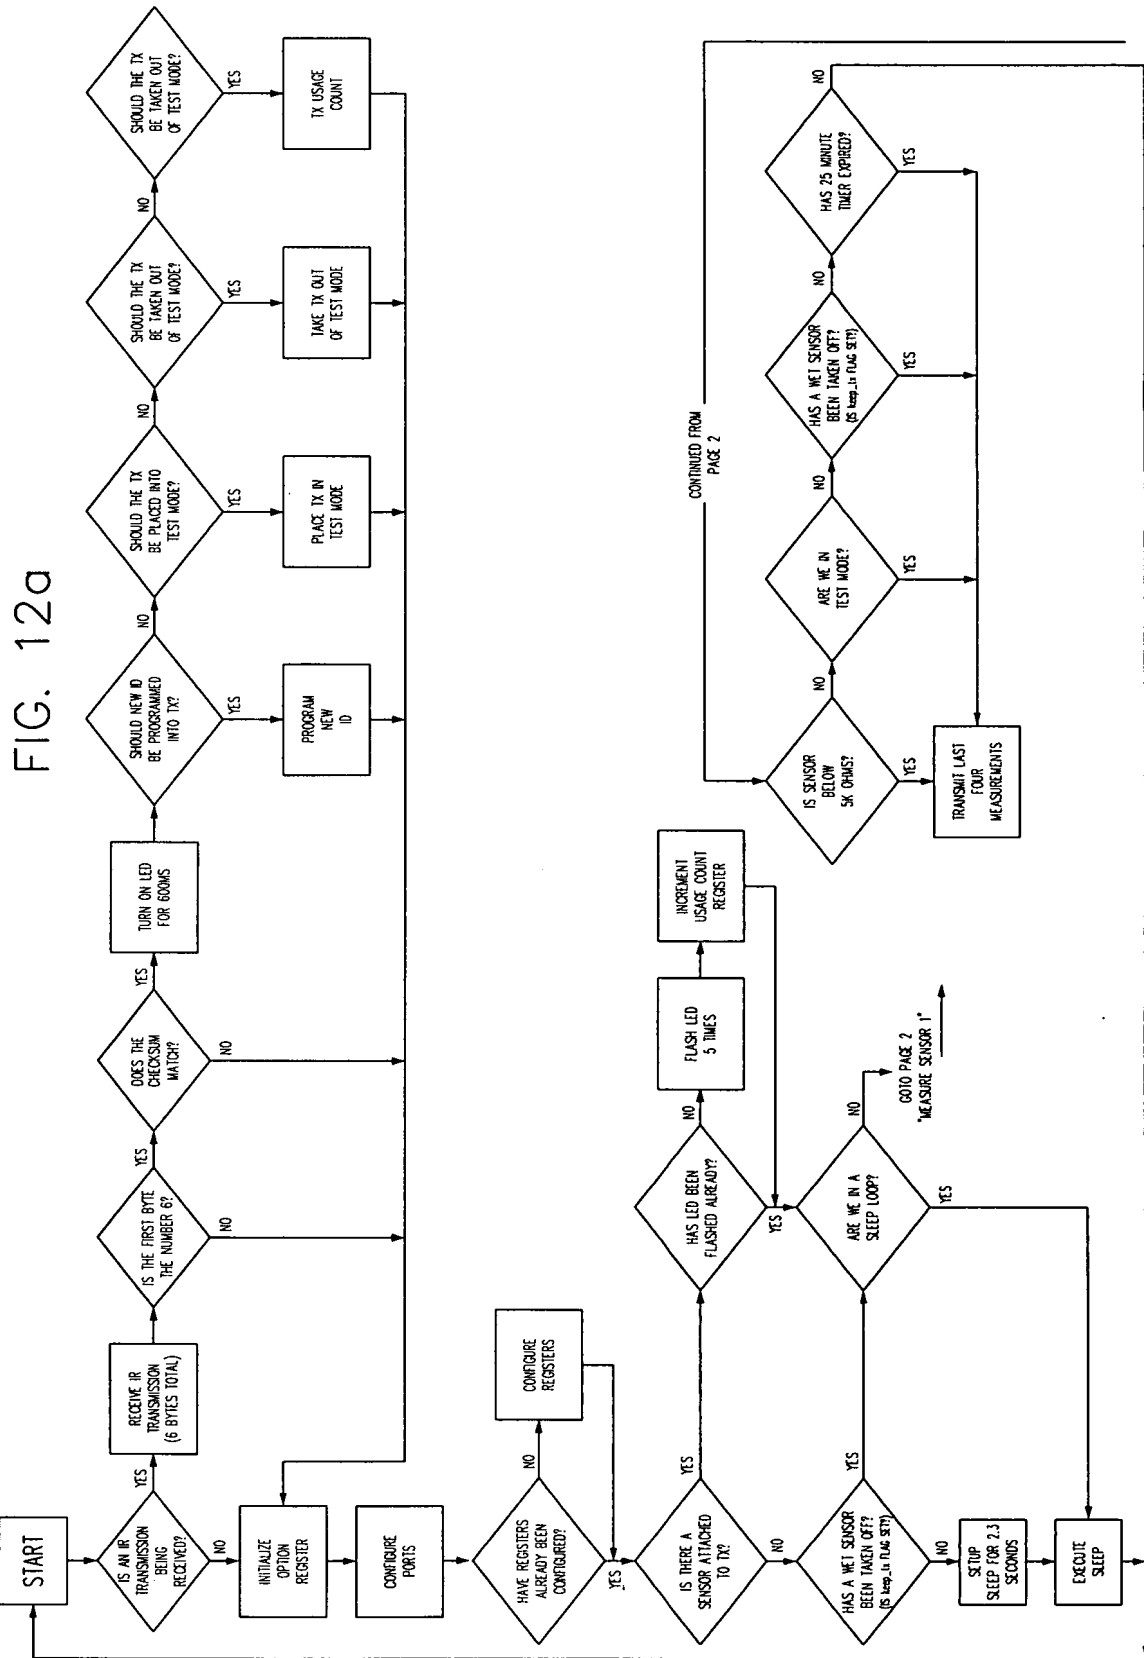 FIG. 12a
START
IS AN IR
TRANSMISSION
BEING
RECEIVED?
YES
NO
RECEIVE IR
TRANSMISSION
(6 BYTES TOTAL)
IS THE FIRST BYTE
THE NUMBER 6?
YES
NO
DOES THE
CHECKSUM
MATCH?
YES
NO
TURN ON LED
FOR 600MS
SHOULD NEW ID
BE PROGRAMMED
INTO TX?
NO
YES
PROGRAM
NEW
ID
SHOULD THE TX
BE PLACED INTO
TEST MODE?
NO
YES
PLACE TX IN
TEST MODE
SHOULD THE TX
BE TAKEN OUT
OF TEST MODE?
NO
YES
TAKE TX OUT
OF TEST MODE
SHOULD THE TX
BE TAKEN OUT
OF TEST MODE?
YES
TX USAGE
COUNT
INITIALIZE
OPTION
REGISTER
CONFIGURE
PORTS
HAVE REGISTERS
ALREADY BEEN
CONFIGURED?
NO
YES
CONFIGURE
REGISTERS
IS THERE A
SENSOR ATTACHED
TO TX?
YES
NO
HAS LED BEEN
FLASHED ALREADY?
NO
YES
FLASH LED
5 TIMES
INCREMENT
USAGE COUNT
REGISTER
HAS A WET SENSOR
BEEN TAKEN OFF?
(IS keep_tx FLAG SET?)
YES
NO
ARE WE IN A
SLEEP LOOP?
NO
YES
GOTO PAGE 2
"MEASURE SENSOR 1"
SETUP
SLEEP FOR 2.3
SECONDS
EXECUTE
SLEEP
CONTINUED FROM
PAGE 2
IS SENSOR
BELOW
5K OHMS?
NO
YES
TRANSMIT LAST
FOUR
MEASUREMENTS
ARE WE IN
TEST MODE?
NO
YES
HAS A WET SENSOR
BEEN TAKEN OFF?
(IS keep_tx FLAG SET?)
NO
YES
HAS 25 MINUTE
TIMER EXPIRED?
NO
YES